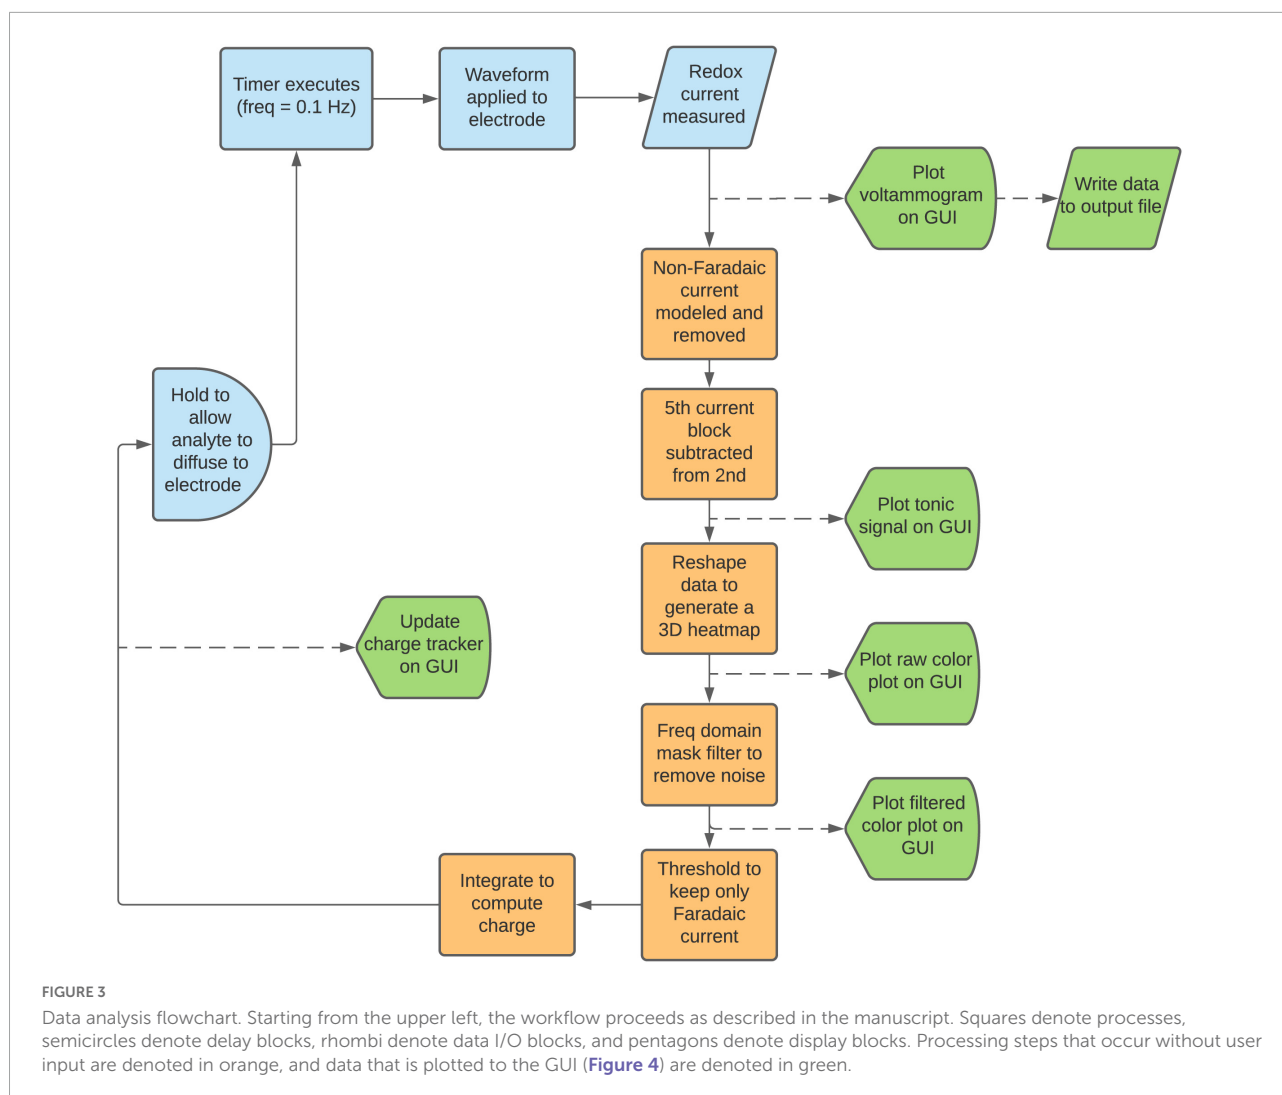 Timer executes
(freq = 0.1 Hz)
Waveform
applied to
electrode
Redox
current
measured
Plot
voltammogram
on GUI
Write data
to output file
Non-Faradaic
current
modeled and
removed
5th current
block
subtracted
from 2nd
Hold to
allow
analyte to
diffuse to
electrode
Plot tonic
signal on GUI
Reshape
data to
generate a
3D heatmap
Update
charge tracker
on GUI
Plot raw color
plot on GUI
Freq domain
mask filter to
remove noise
Plot filtered
color plot on
GUI
Threshold to
keep only
Faradaic
current
Integrate to
compute
charge
FIGURE 3
Data analysis flowchart. Starting from the upper left, the workflow proceeds as described in the manuscript. Squares denote processes,
semicircles denote delay blocks, rhombi denote data I/O blocks, and pentagons denote display blocks. Processing steps that occur without user
input are denoted in orange, and data that is plotted to the GUI (Figure 4) are denoted in green.